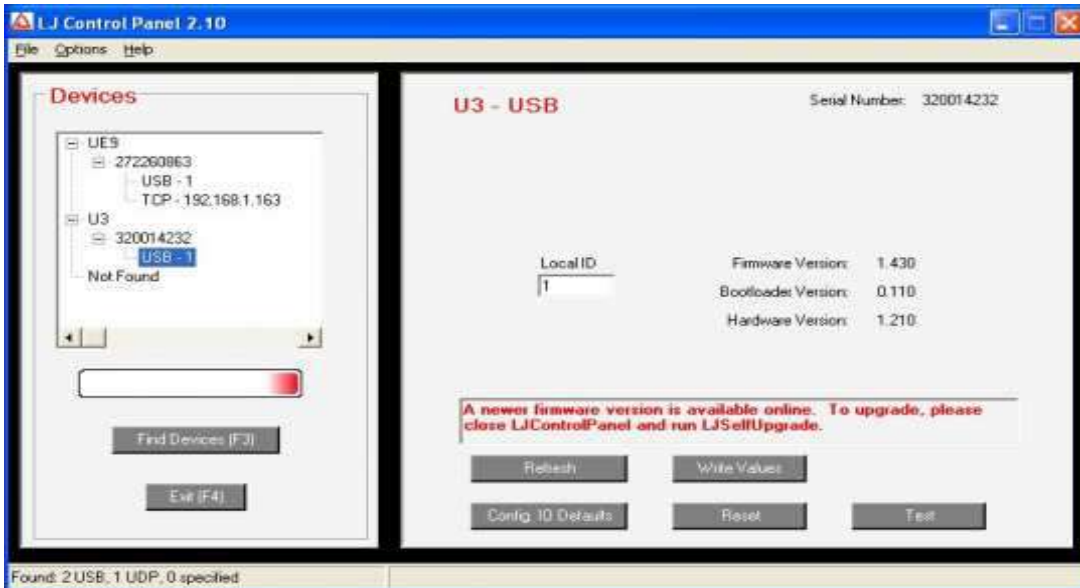 LJ Control Panel 2.10
File Options Help
Devices
UE9
272260863
USB - 1
TCP - 192.168.1.163
U3
320014232
USB - 1
Not Found
Find Devices (F3)
Exit (F4)
U3 - USB
Serial Number: 320014232
Local ID
1
Firmware Version: 1.430
Bootloader Version: 0.110
Hardware Version: 1.210
A newer firmware version is available online. To upgrade, please
close LJControlPanel and run LJSelfUpgrade.
Refresh Write Values
Config. IO Defaults Reset Test
Found: 2 USB, 1 UDP, 0 specified